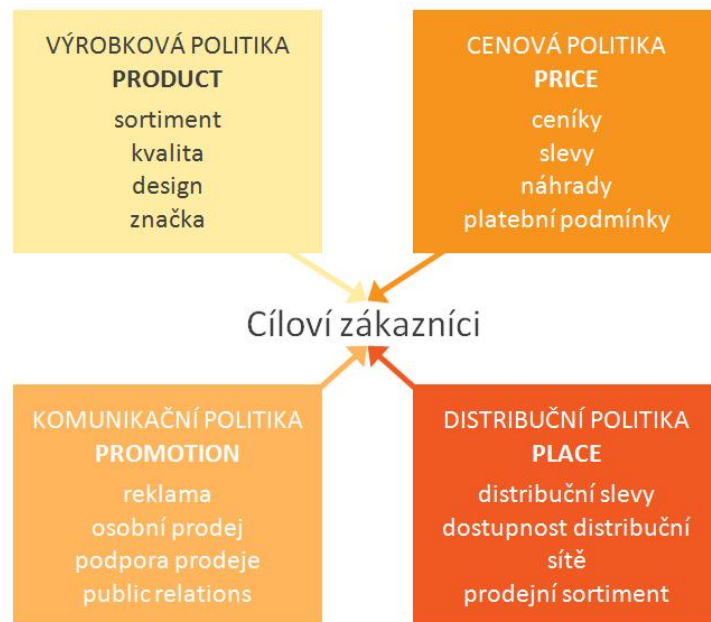 VÝROBKOVÁ POLITIKA
PRODUCT
sortiment
kvalita
design
značka
CENOVÁ POLITIKA
PRICE
ceníky
slevy
náhrady
platební podmínky
Cíloví zákazníci
KOMUNIKAČNÍ POLITIKA
PROMOTION
reklama
osobní prodej
podpora prodeje
public relations
DISTRIBUČNÍ POLITIKA
PLACE
distribuční slevy
dostupnost distribuční
sítě
prodejní sortiment